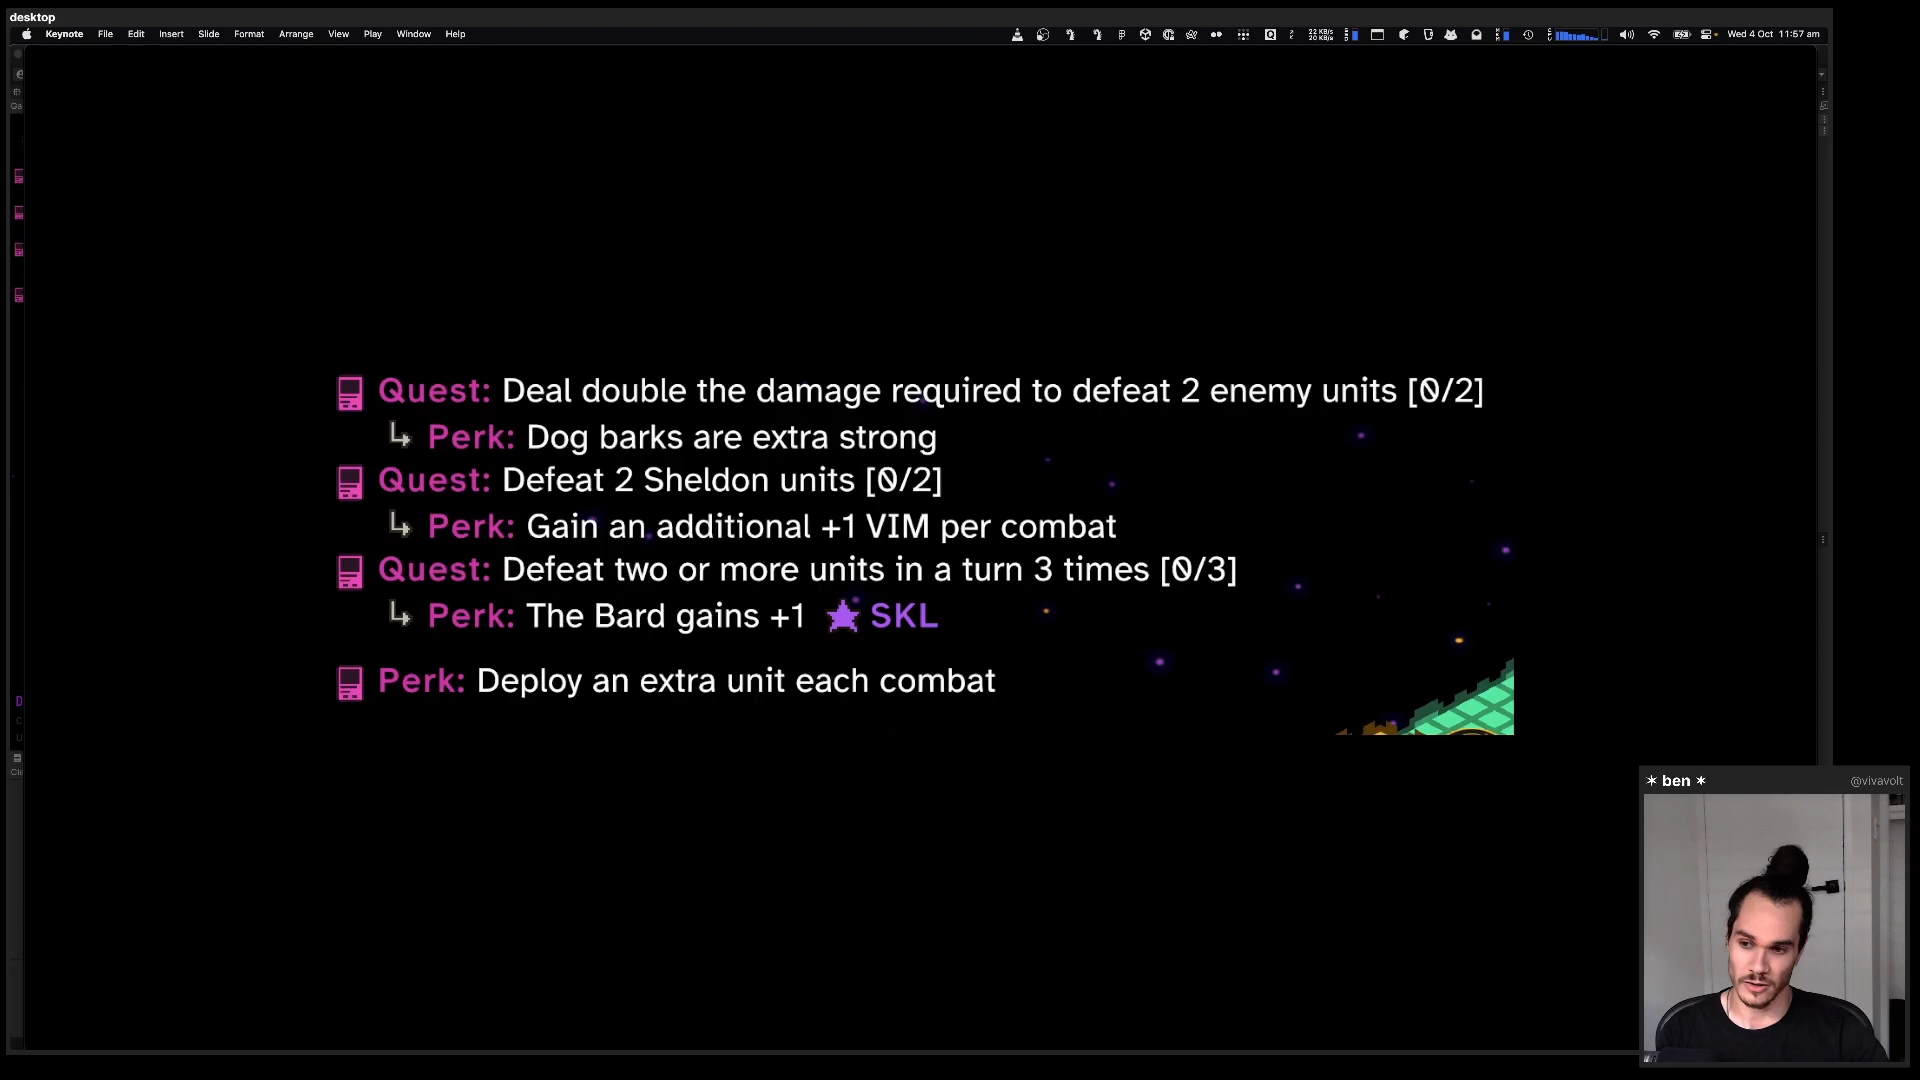 desktop
Keynote File Edit Insert Slide Format Arrange View Play Window Help
22 KB/s
20 KB/s
Wed 4 Oct 11:57 am
Quest: Deal double the damage required to defeat 2 enemy units [0/2]
Perk: Dog barks are extra strong
Quest: Defeat 2 Sheldon units [0/2]
Perk: Gain an additional +1 VIM per combat
Quest: Defeat two or more units in a turn 3 times [0/3]
Perk: The Bard gains +1 SKL
Perk: Deploy an extra unit each combat
✶ ben ✶ @vivavolt